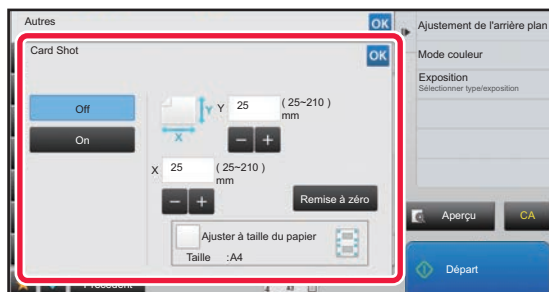 Autres
OK
Card Shot
OK
Off
On
Y
Y
25
( 25~210 )
mm
X
X
25
( 25~210 )
mm
Remise à zéro
Ajuster à taille du papier
Taille :A4
Précédent
Ajustement de l'arrière plan
Mode couleur
Exposition
Sélectionner type/exposition
Aperçu
CA
Départ